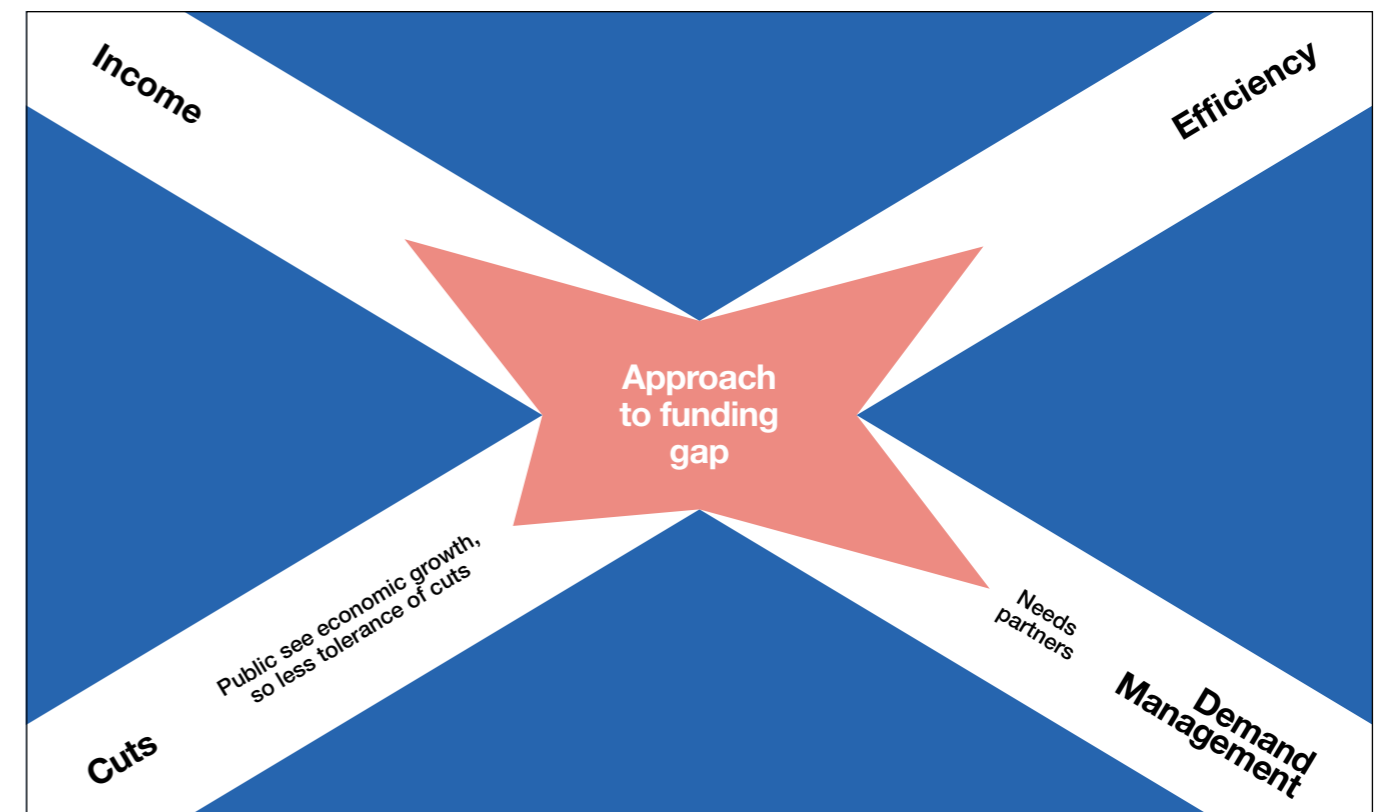 Income
Efficiency
Approach
to funding
gap
Public see economic growth,
so less tolerance of cuts
Needs
partners
Cuts
Demand
Management